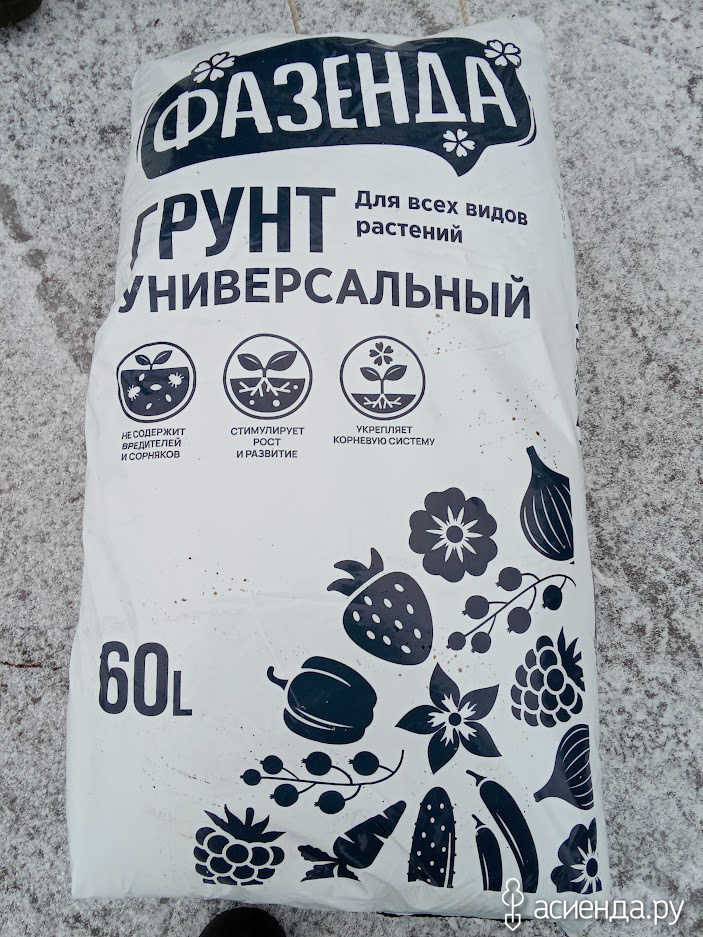 ФАЗЕНДА
ГРУНТ
Для всех видов
растений
УНИВЕРСАЛЬНЫЙ
НЕ СОДЕРЖИТ
ВРЕДИТЕЛЕЙ
И СОРНЯКОВ
СТИМУЛИРУЕТ
РОСТ
И РАЗВИТИЕ
УКРЕПЛЯЕТ
КОРНЕВУЮ СИСТЕМУ
60L
асиенда.ру